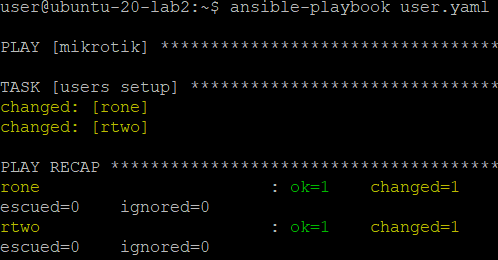 user@ubuntu-20-lab2:~$ ansible-playbook user.yaml
PLAY [mikrotik] **********************************
TASK [users setup] *******************************
changed: [rone]
changed: [rtwo]
PLAY RECAP ***************************************
rone : ok=1 changed=1
escued=0 ignored=0
rtwo : ok=1 changed=1
escued=0 ignored=0